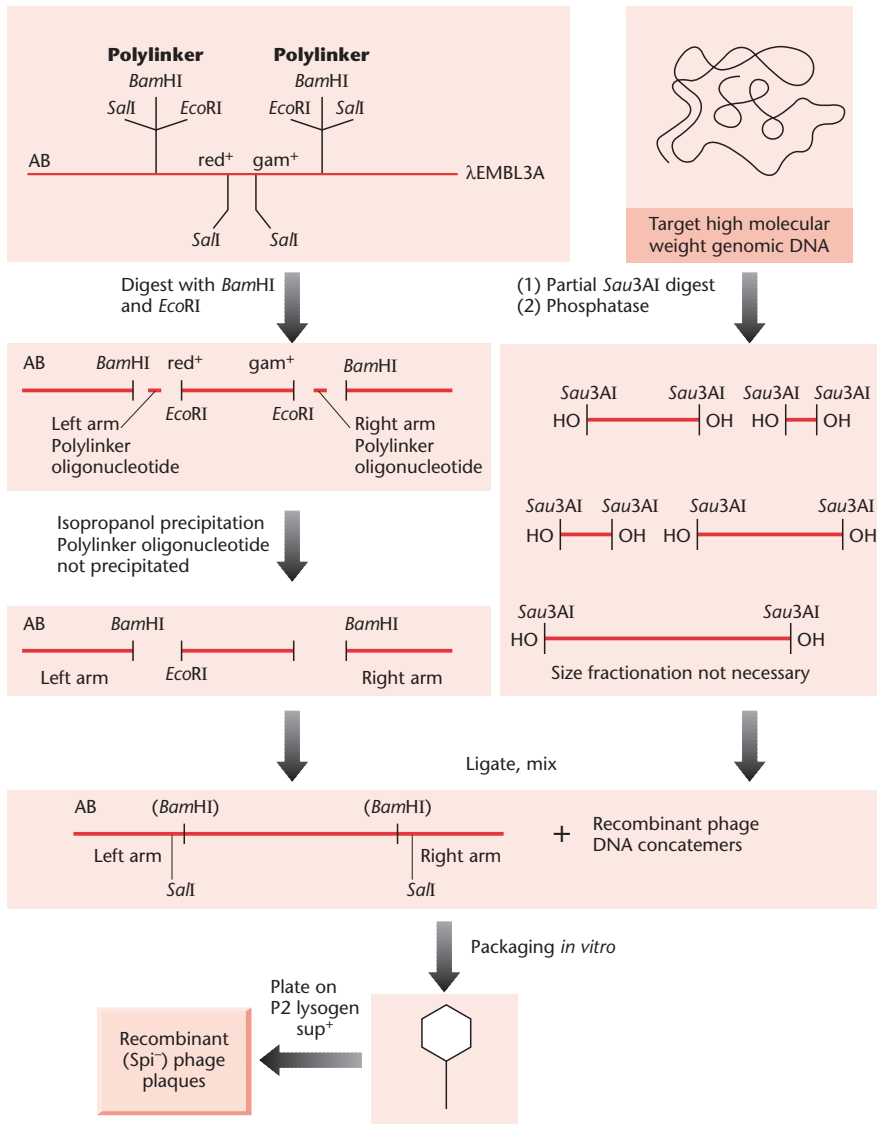 Polylinker
Polylinker
BamHI
BamHI
SalI
EcoRI
EcoRI
SalI
AB
red+
gam+
λEMBL3A
SalI
SalI
Target high molecular
weight genomic DNA
Digest with BamHI
and EcoRI
(1) Partial Sau3AI digest
(2) Phosphatase
AB
BamHI
red+
gam+
BamHI
EcoRI
EcoRI
Left arm
Polylinker
oligonucleotide
Right arm
Polylinker
oligonucleotide
Sau3AI
Sau3AI
Sau3AI
Sau3AI
HO
OH
HO
OH
Sau3AI
Sau3AI
Sau3AI
Sau3AI
HO
OH
HO
OH
Sau3AI
Sau3AI
HO
OH
Size fractionation not necessary
Isopropanol precipitation
Polylinker oligonucleotide
not precipitated
AB
BamHI
BamHI
Left arm
EcoRI
Right arm
Ligate, mix
AB
(BamHI)
(BamHI)
Left arm
Right arm
SalI
SalI
+
Recombinant phage
DNA concatemers
Packaging in vitro
Plate on
P2 lysogen
sup+
Recombinant
(Spi−) phage
plaques